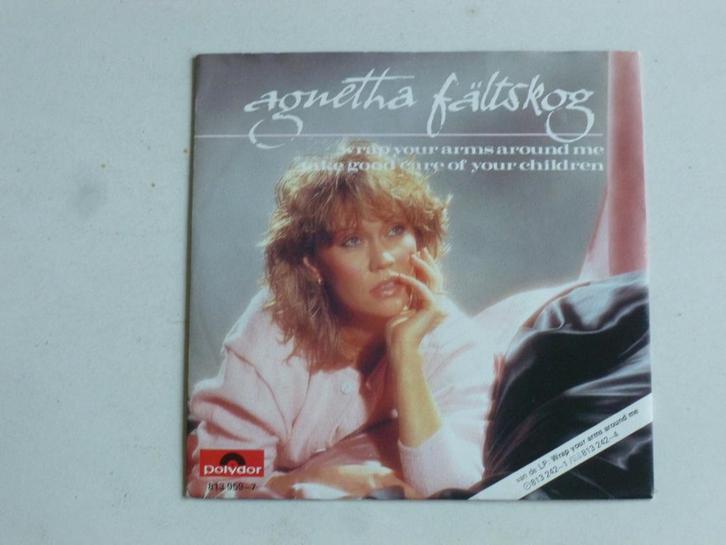 agnetha fältskog
wrap your arms around me
take good care of your children
polydor
813 959-7
van de LP: Wrap your arms around me
813 242-1 / 813 242-4